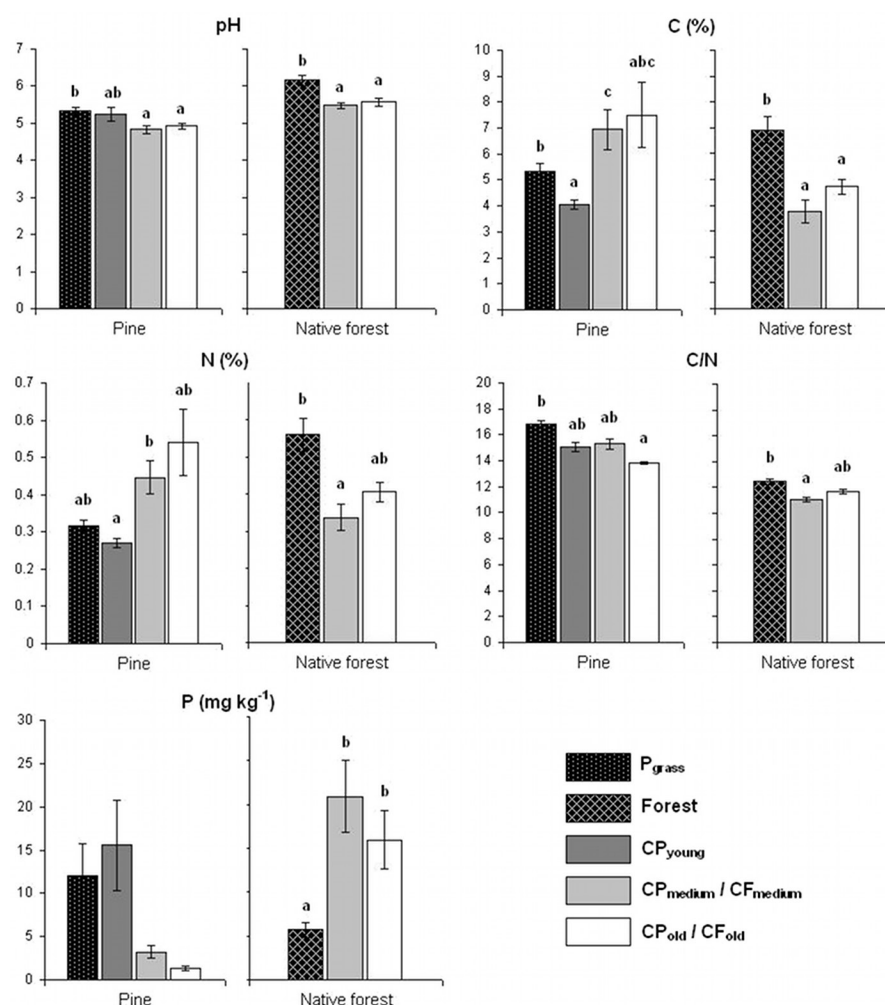 pH
7
6
5
4
3
2
1
0
b
ab
a
a
Pine
b
a
a
Native forest
C (%)
10
9
8
7
6
5
4
3
2
1
0
b
a
c
abc
Pine
b
a
a
Native forest
N (%)
0.7
0.6
0.5
0.4
0.3
0.2
0.1
0
ab
a
b
ab
Pine
b
a
ab
Native forest
C/N
20
18
16
14
12
10
8
6
4
2
0
b
ab
ab
a
Pine
b
a
ab
Native forest
P (mg kg⁻¹)
30
25
20
15
10
5
0
Pine
a
b
b
Native forest
Pgrass
Forest
CPyoung
CPmedium / CFmedium
CPold / CFold